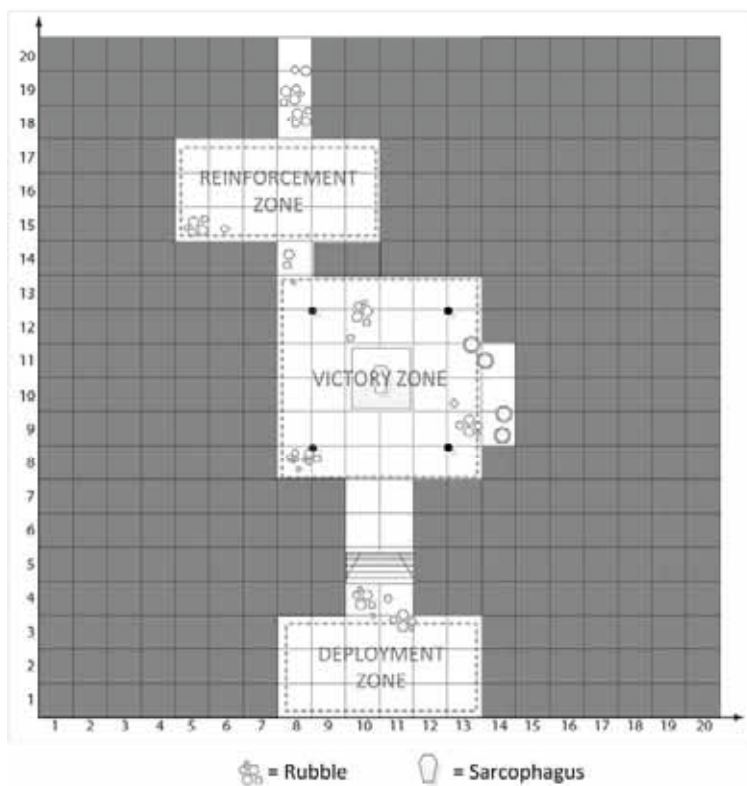 20
19
18
17
16
15
14
13
12
11
10
9
8
7
6
5
4
3
2
1
REINFORCEMENT
ZONE
VICTORY ZONE
DEPLOYMENT
ZONE
1 2 3 4 5 6 7 8 9 10 11 12 13 14 15 16 17 18 19 20
= Rubble = Sarcophagus